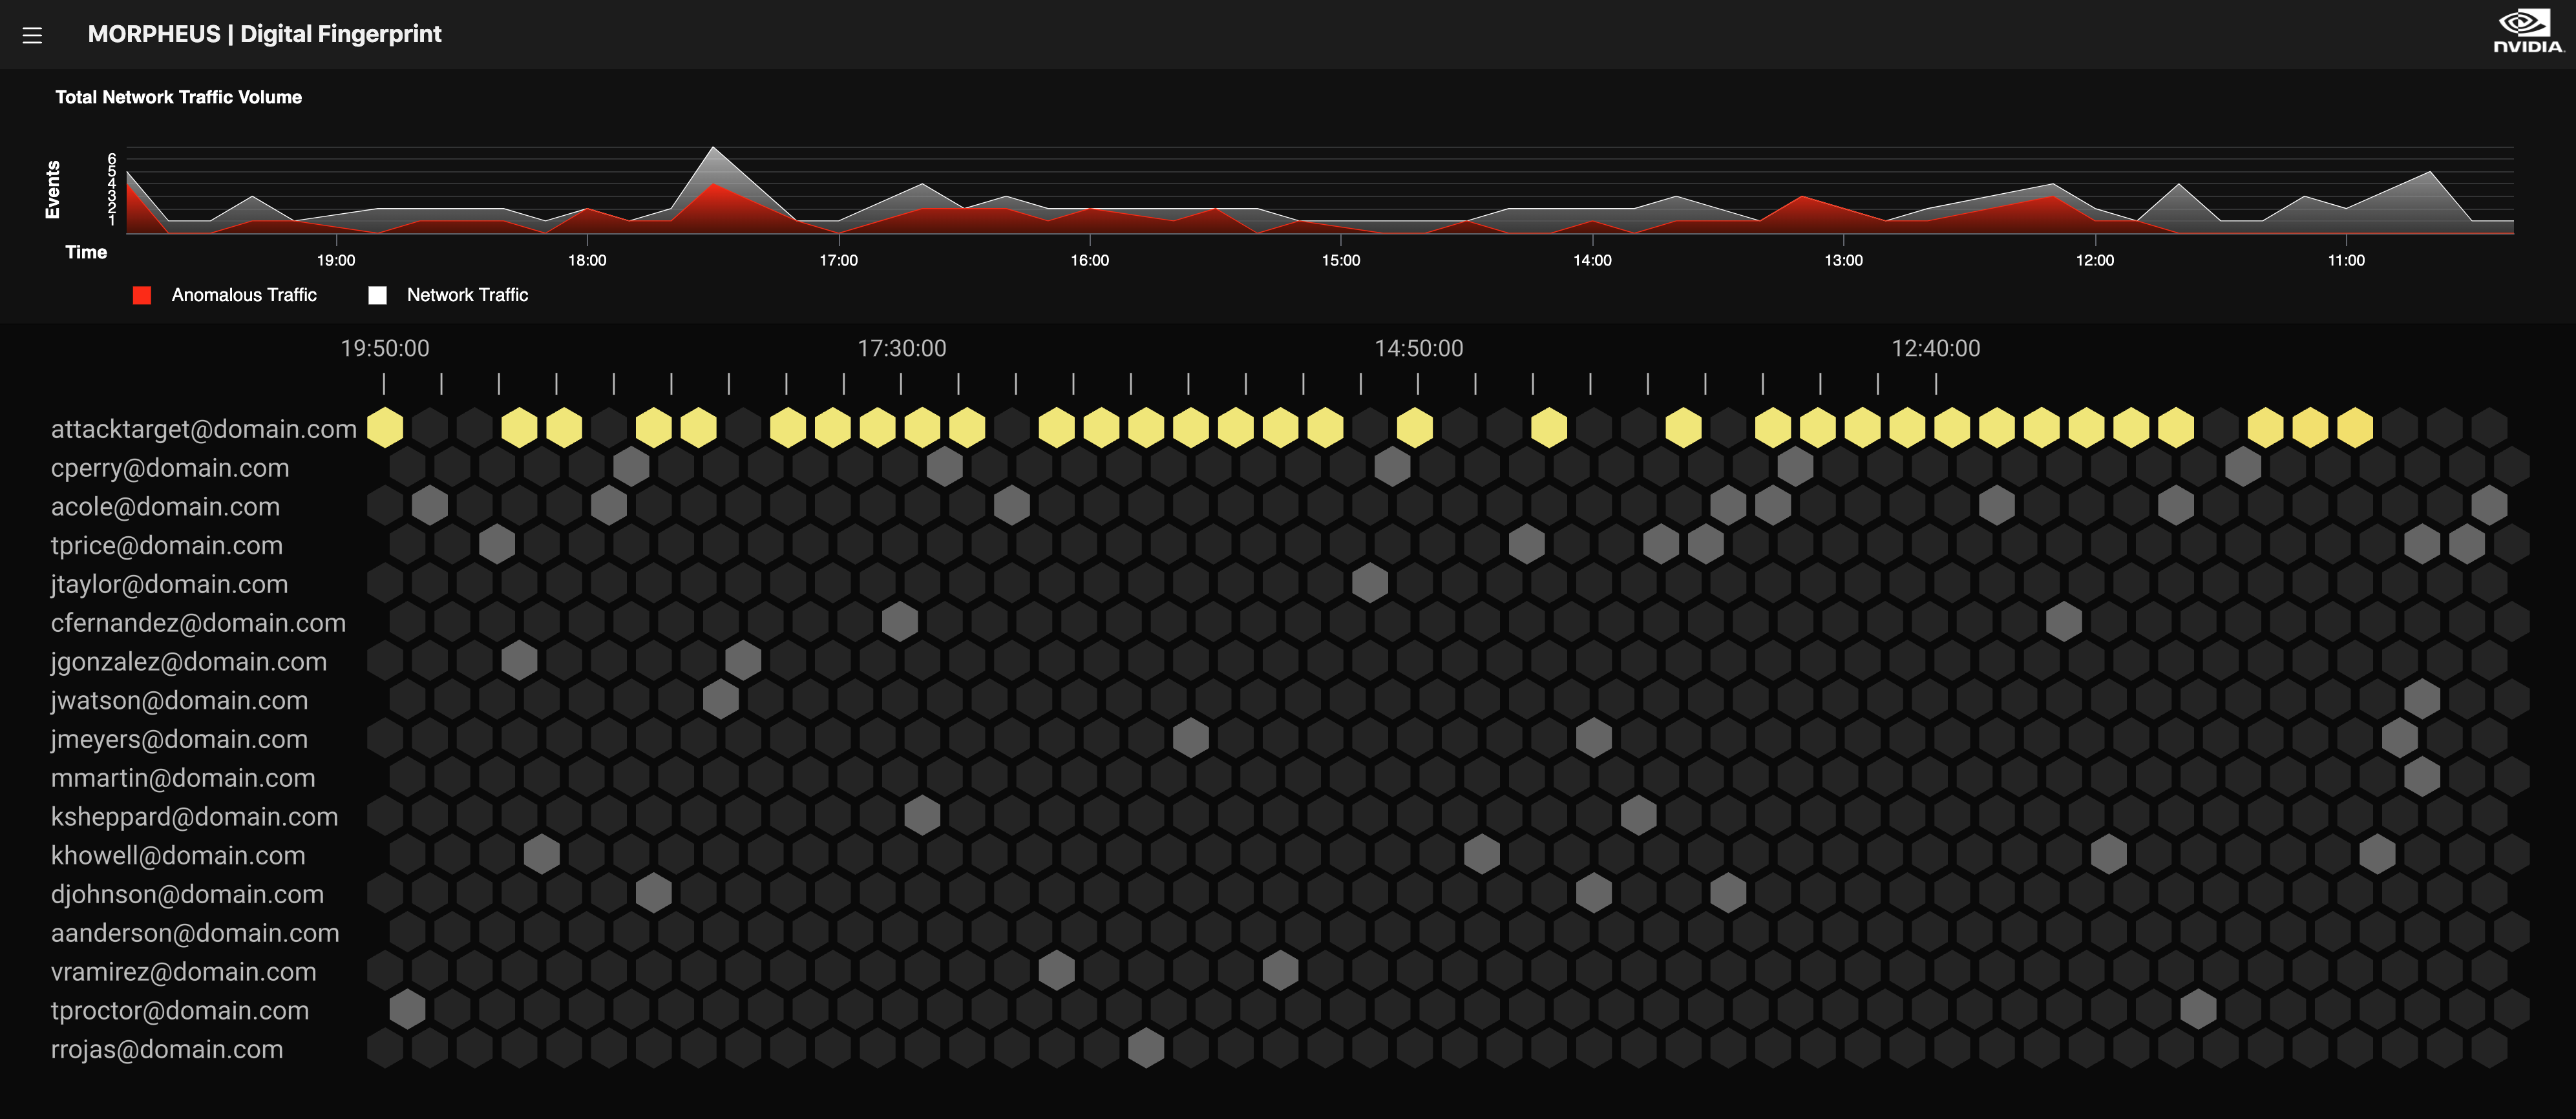 MORPHEUS | Digital Fingerprint
NVIDIA
Total Network Traffic Volume
Events
6
5
4
3
2
1
Time
19:00 18:00 17:00 16:00 15:00 14:00 13:00 12:00 11:00
Anomalous Traffic Network Traffic
19:50:00 17:30:00 14:50:00 12:40:00
attacktarget@domain.com
cperry@domain.com
acole@domain.com
tprice@domain.com
jtaylor@domain.com
cfernandez@domain.com
jgonzalez@domain.com
jwatson@domain.com
jmeyers@domain.com
mmartin@domain.com
ksheppard@domain.com
khowell@domain.com
djohnson@domain.com
aanderson@domain.com
vramirez@domain.com
tproctor@domain.com
rrojas@domain.com